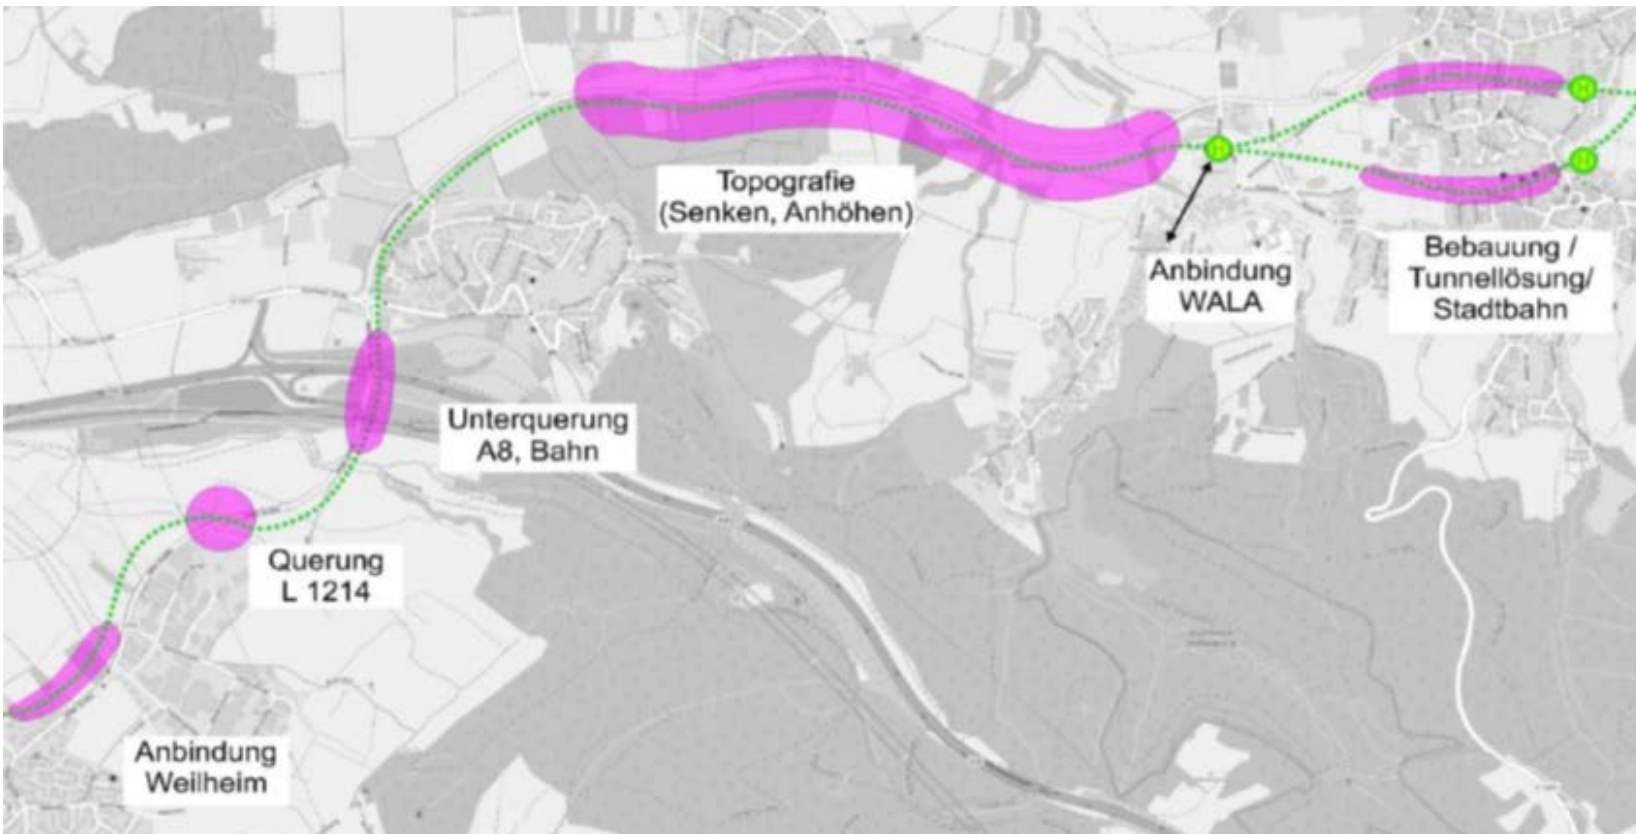 H
H
H
Topografie
(Senken, Anhöhen)
Anbindung
WALA
Bebauung /
Tunnellösung/
Stadtbahn
Unterquerung
A8, Bahn
Querung
L 1214
Anbindung
Weilheim